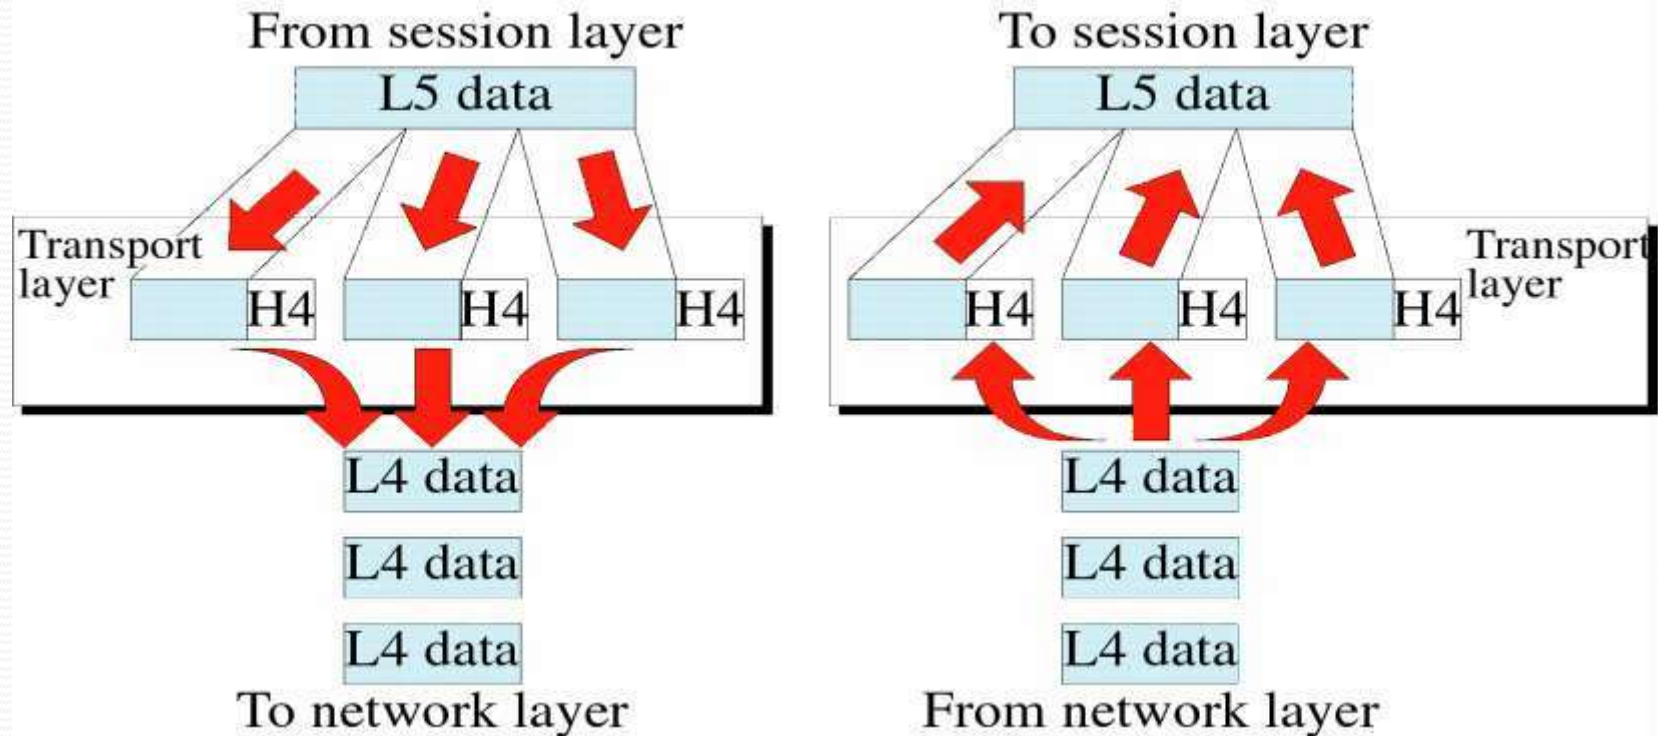 From session layer
L5 data
Transport
layer
H4
H4
H4
L4 data
L4 data
L4 data
To network layer
To session layer
L5 data
Transport
layer
H4
H4
H4
L4 data
L4 data
L4 data
From network layer